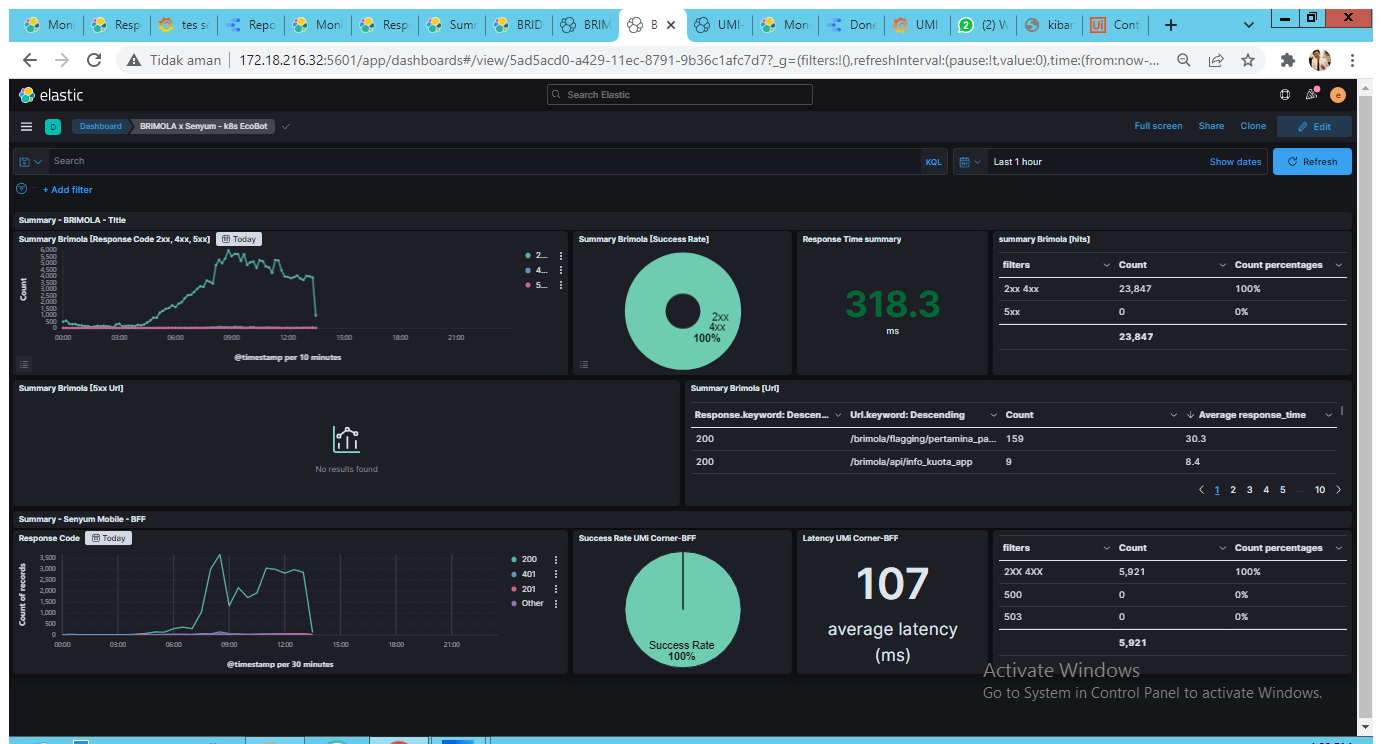 Moni
Resp
tes se
Repo
Moni
Resp
Summ
BRID
BRIM
B
UMI-
Moni
Done
UMI
(2) W
kibar
Cont
Tidak aman
172.18.216.32:5601/app/dashboards#/view/5ad5acd0-a429-11ec-8791-9b36c1afc7d7?_g=(filters:!(),refreshInterval:(pause:!t,value:0),time:(from:now-...
elastic
Search Elastic
e
D
Dashboard
BRIMOLA x Senyum - k8s EcoBot
Full screen
Share
Clone
Edit
Search
KQL
Last 1 hour
Show dates
Refresh
+ Add filter
Summary - BRIMOLA - Title
Summary Brimola [Response Code 2xx, 4xx, 5xx]
Today
6,000
5,500
5,000
4,500
4,000
3,500
3,000
2,500
2,000
1,500
1,000
500
0
Count
00:00 03:00 06:00 09:00 12:00 15:00 18:00 21:00
@timestamp per 10 minutes
2...
4...
5...
Summary Brimola [Success Rate]
2xx
4xx
100%
Response Time summary
318.3
ms
summary Brimola [hits]
filters Count Count percentages
2xx 4xx 23,847 100%
5xx 0 0%
23,847
Summary Brimola [5xx Url]
No results found
Summary Brimola [Url]
Response.keyword: Descen... Url.keyword: Descending Count Average response_time
200 /brimola/flagging/pertamina_pa... 159 30.3
200 /brimola/api/info_kuota_app 9 8.4
1 2 3 4 5 ... 10
Summary - Senyum Mobile - BFF
Response Code
Today
3,500
3,000
2,500
2,000
1,500
1,000
500
0
Count of records
00:00 03:00 06:00 09:00 12:00 15:00 18:00 21:00
@timestamp per 30 minutes
200
401
201
Other
Success Rate UMi Corner-BFF
Success Rate
100%
Latency UMi Corner-BFF
107
average latency
(ms)
filters Count Count percentages
2XX 4XX 5,921 100%
500 0 0%
503 0 0%
5,921
Activate Windows
Go to System in Control Panel to activate Windows.